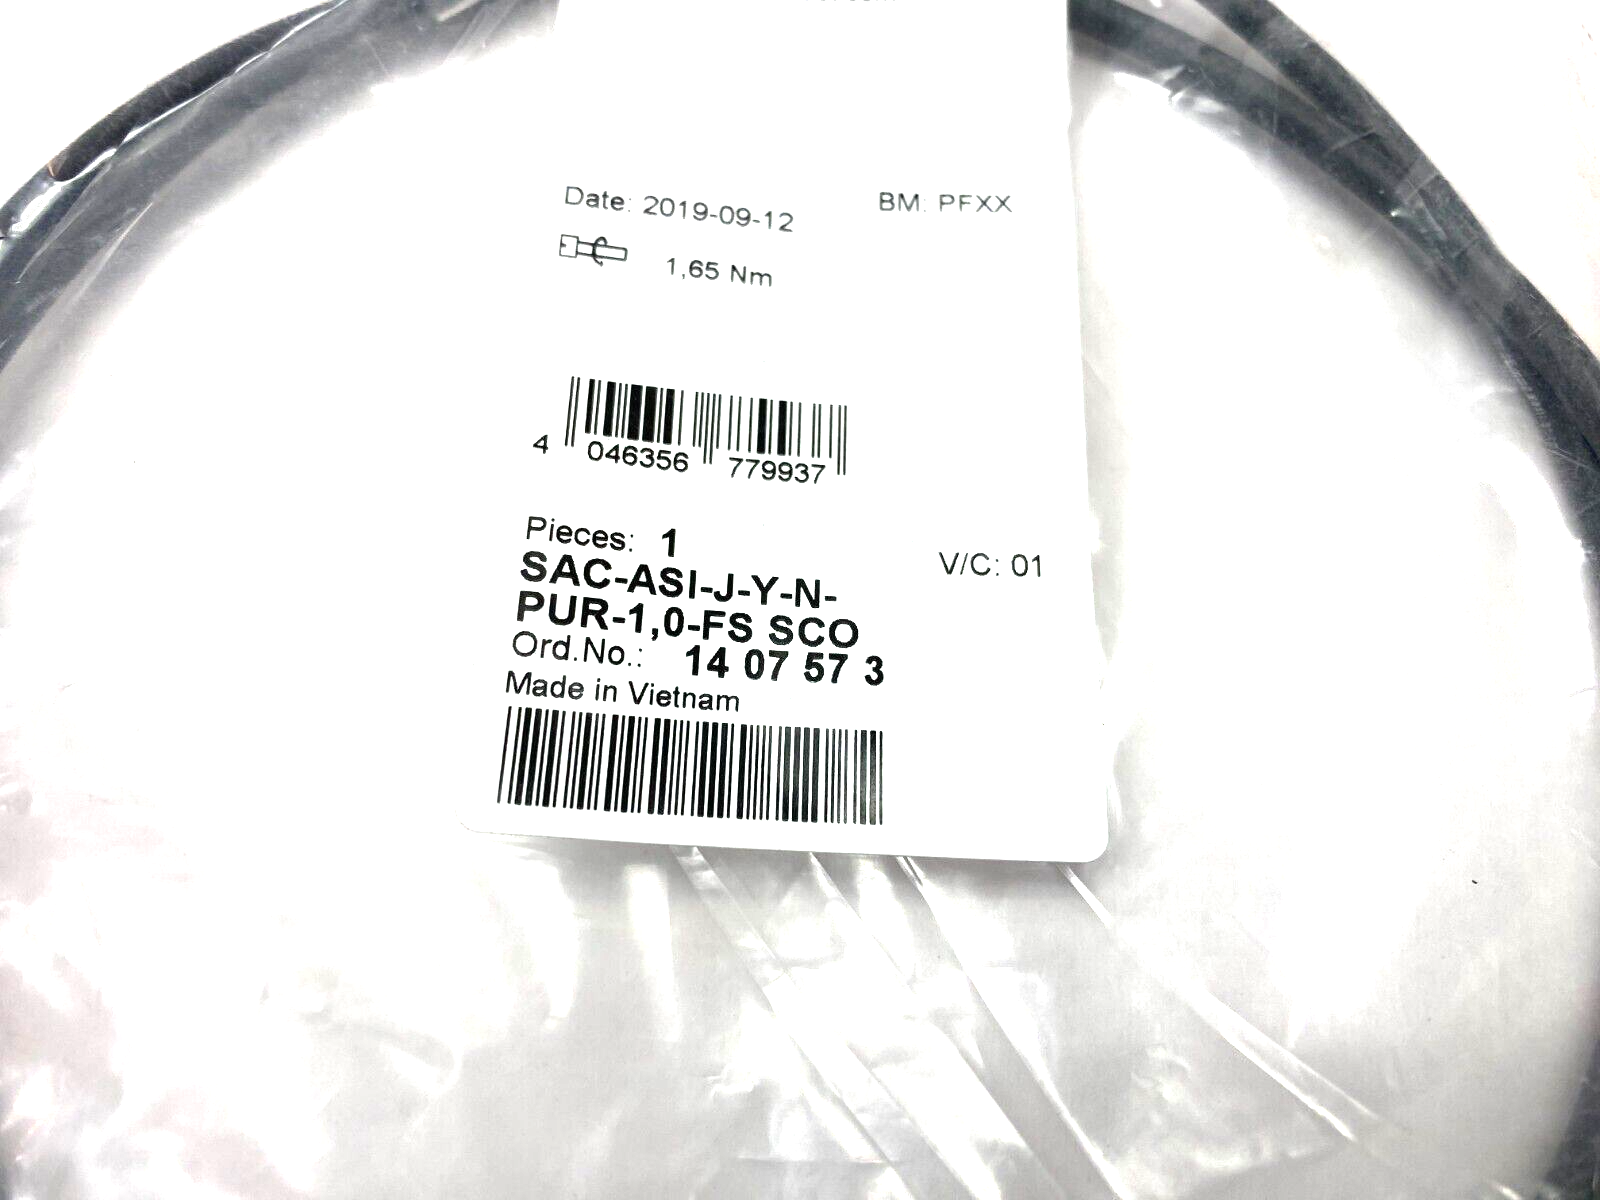 Date: 2019-09-12
BM: PFXX
1,65 Nm
4 046356 779937
Pieces: 1
V/C: 01
SAC-ASI-J-Y-N-
PUR-1,0-FS SCO
Ord.No.: 14 07 57 3
Made in Vietnam